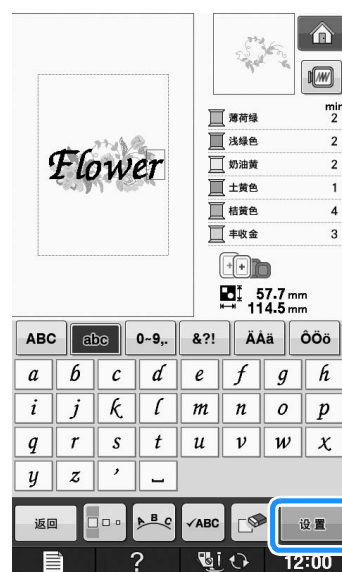 min
薄荷绿 2
浅绿色 2
奶油黄 2
土黄色 1
桔黄色 4
丰收金 3
Flower
57.7 mm
114.5 mm
ABC abc 0~9,. &?! ÄÅä ÔÖö
a b c d e f g h
i j k l m n o p
q r s t u v w x
y z ’ ⎵
返回 ABC ✓ABC 设置
? 12:00